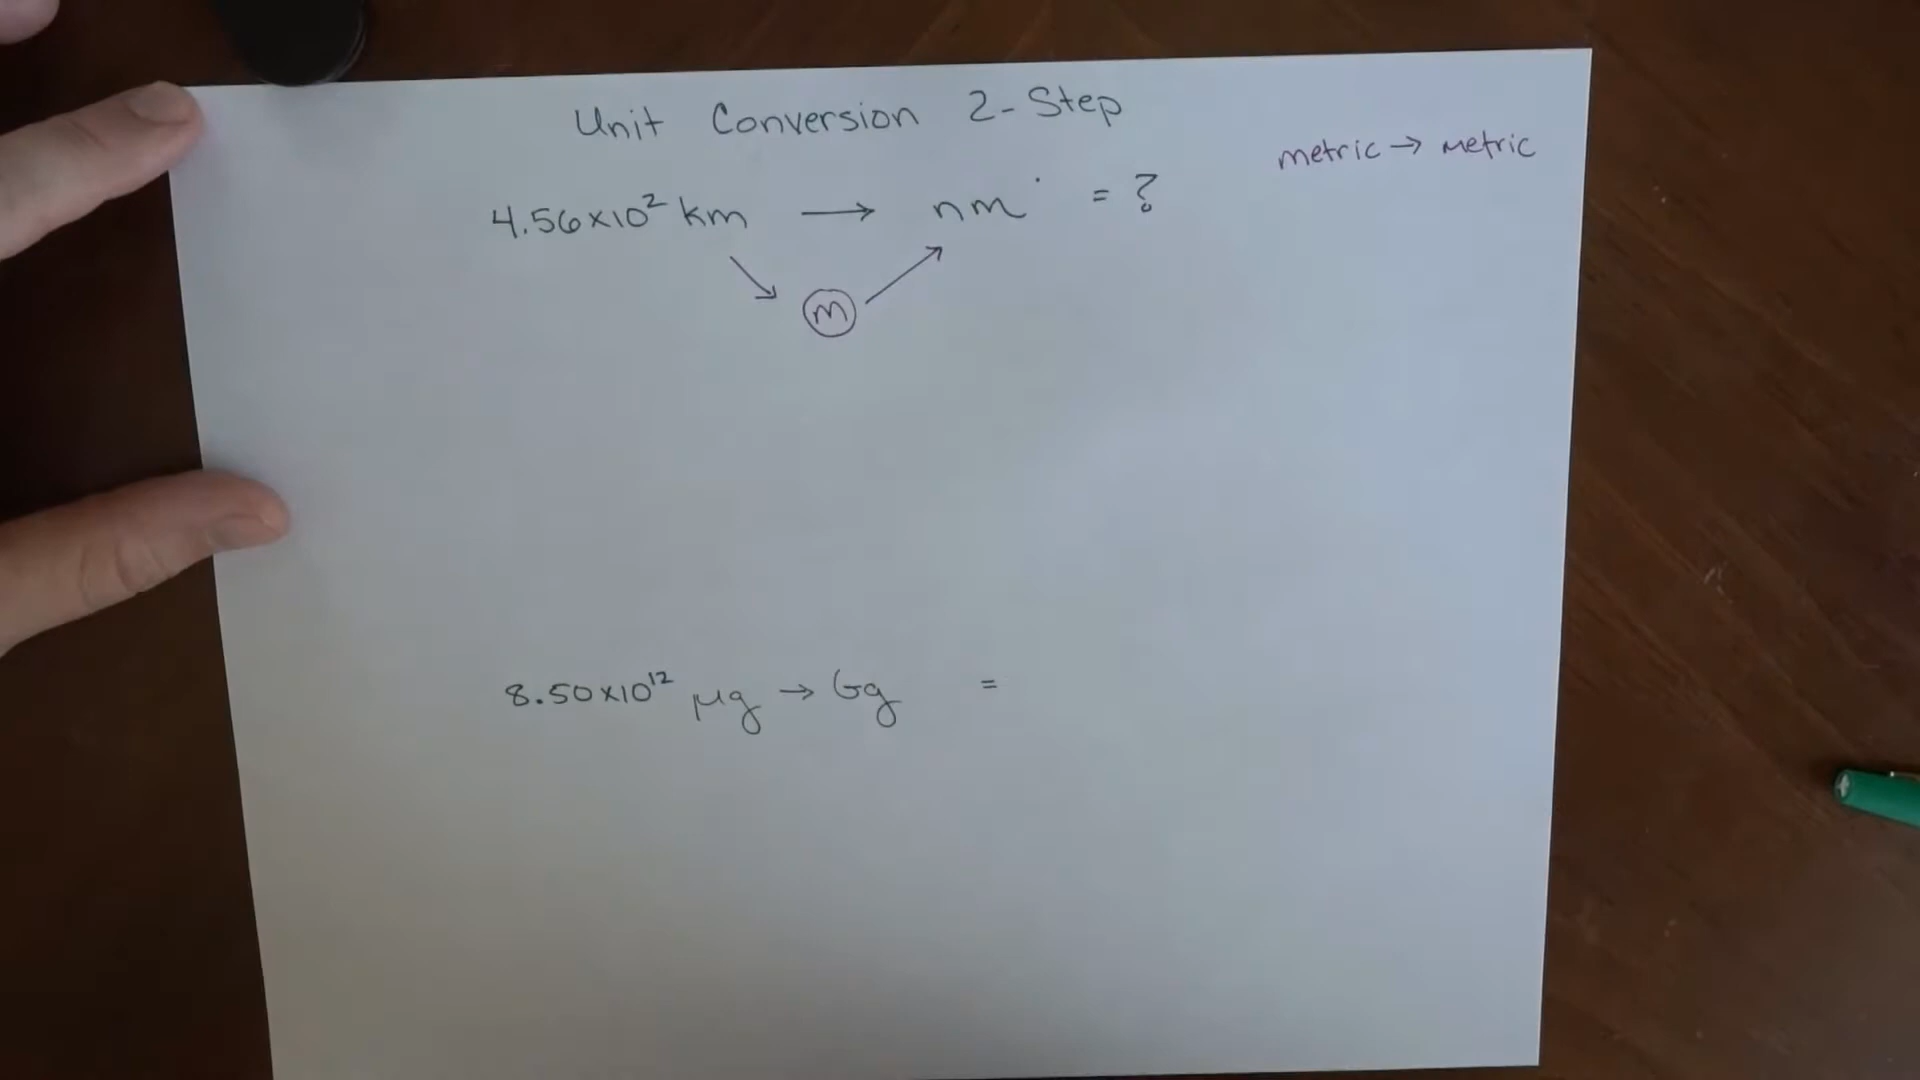 Unit Conversion 2-Step
metric → metric
4.56x10² km → nm = ?
m
8.50x10¹² μg → Gg =